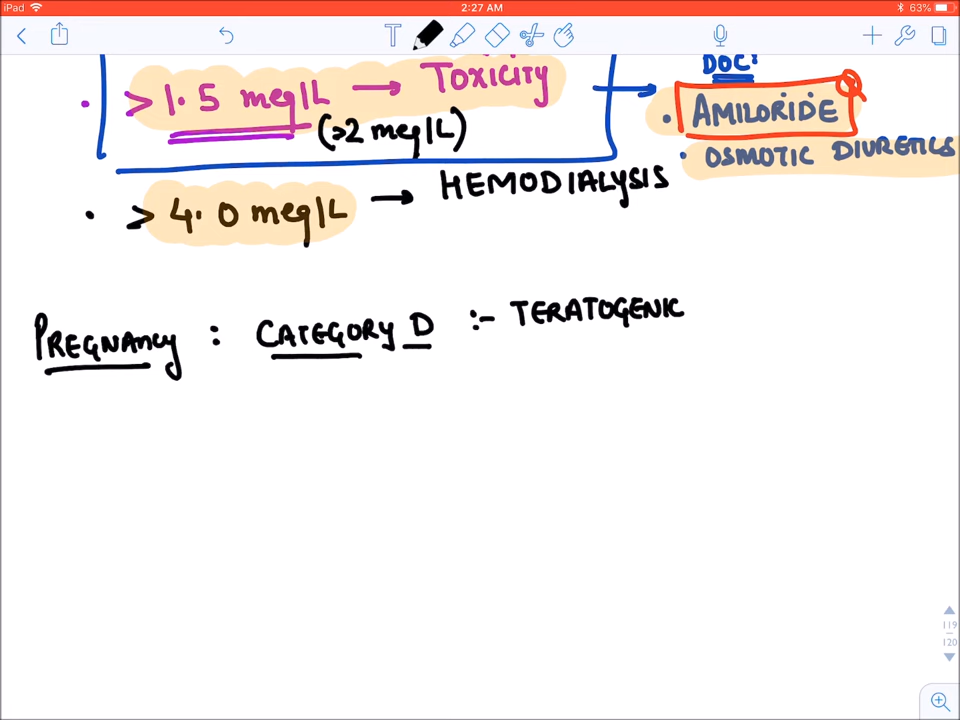 iPad 2:27 AM 63%
T
DOC:
> 1.5 meq/L → TOXICITY
(>2 meq/L)
• AMILORIDE
• OSMOTIC DIURETICS
• > 4.0 meq/L → HEMODIALYSIS
PREGNANCY : CATEGORY D :- TERATOGENIC
119
120